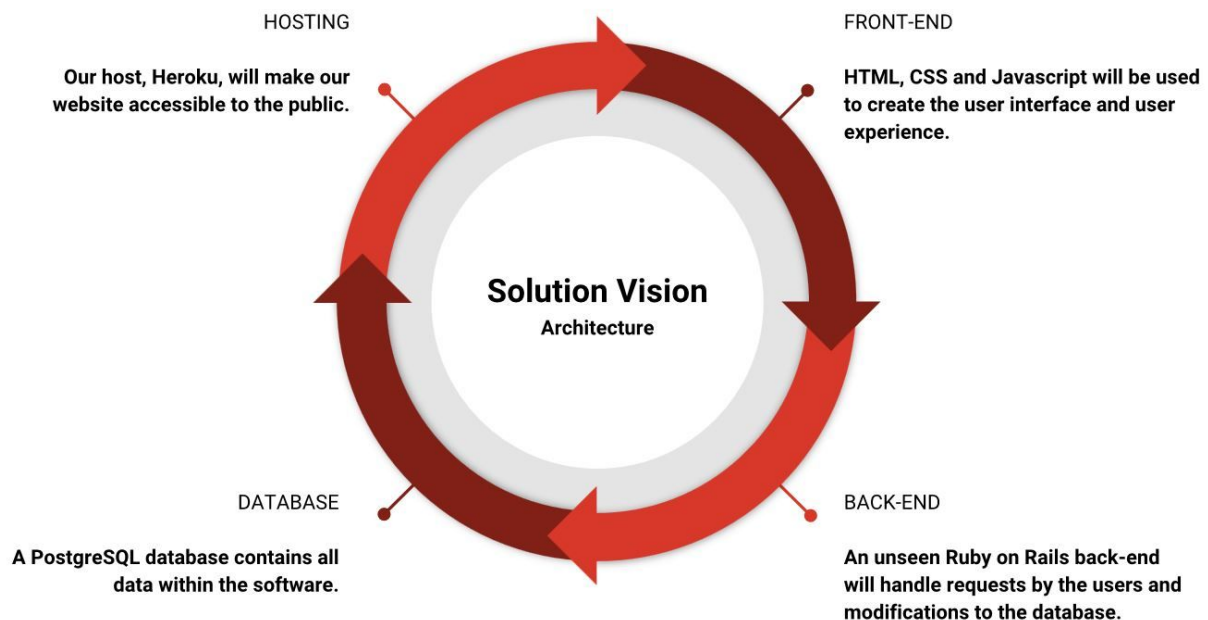 HOSTING
Our host, Heroku, will make our
website accessible to the public.
FRONT-END
HTML, CSS and Javascript will be used
to create the user interface and user
experience.
Solution Vision
Architecture
DATABASE
A PostgreSQL database contains all
data within the software.
BACK-END
An unseen Ruby on Rails back-end
will handle requests by the users and
modifications to the database.